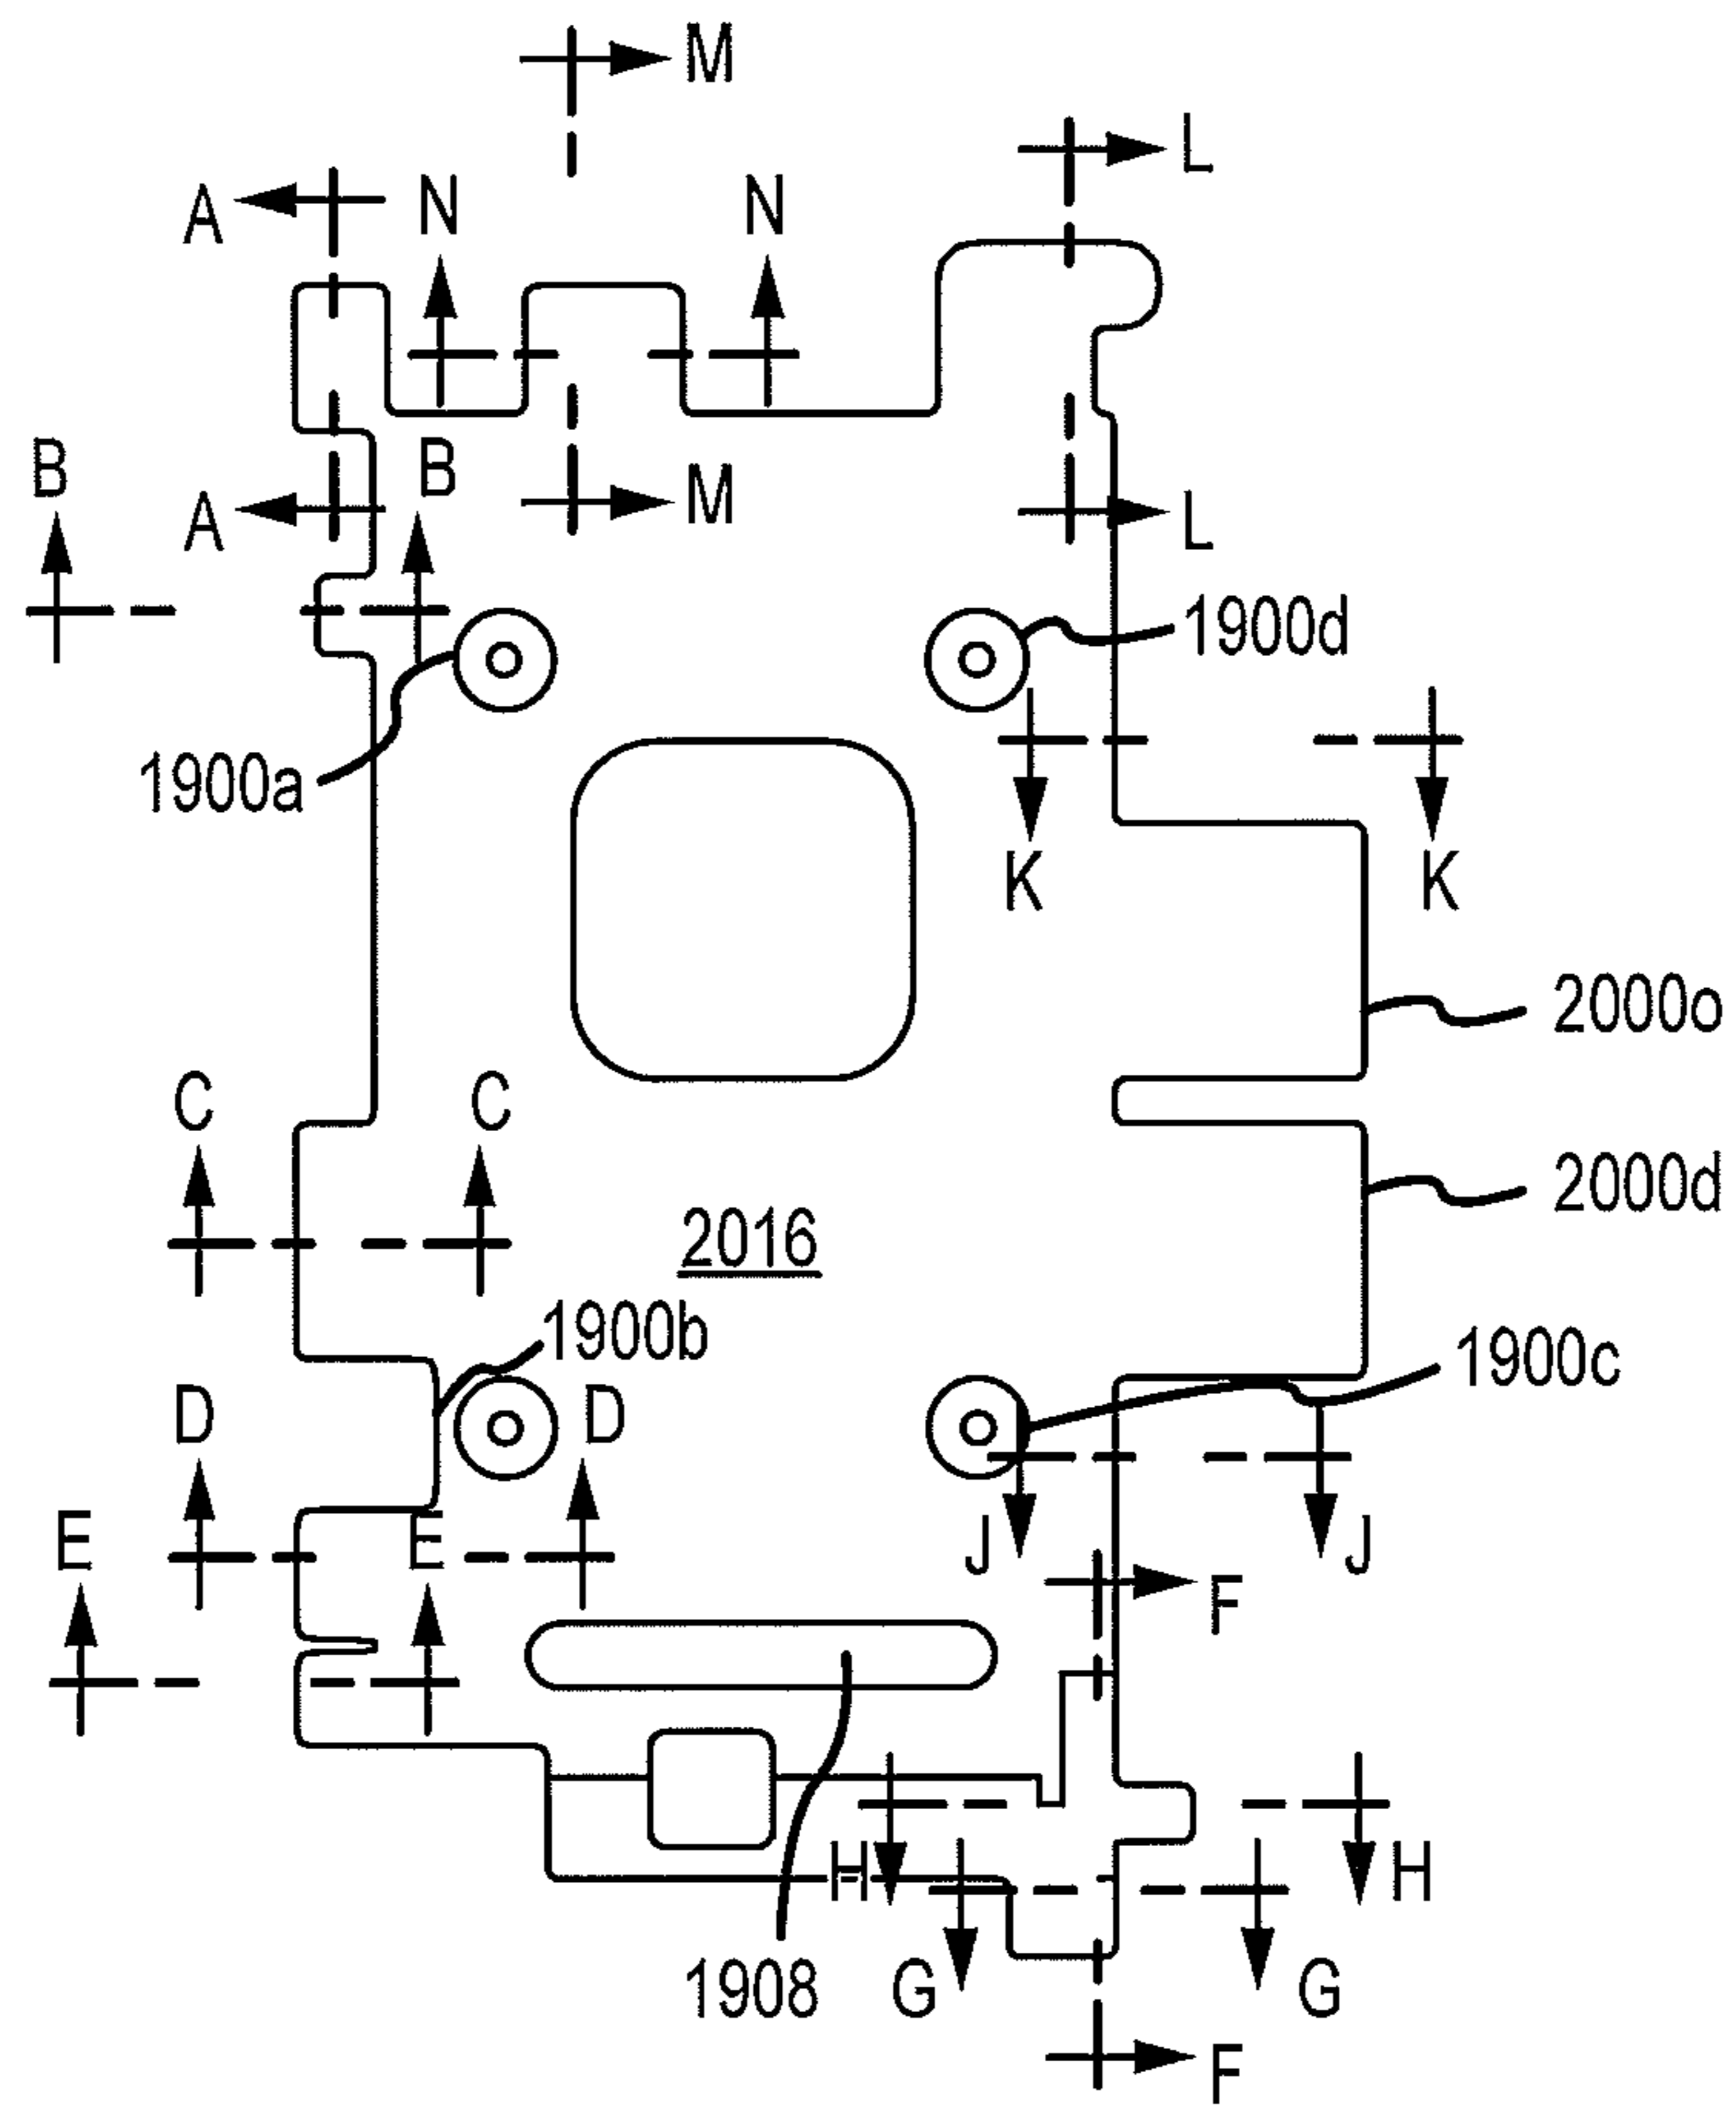 M
L
A N N
B B M
A L
1900d
1900a
K K
2000o
C C
2000d
2016
1900b
1900c
D D
E E
J J
F
H H
1908 G G
F